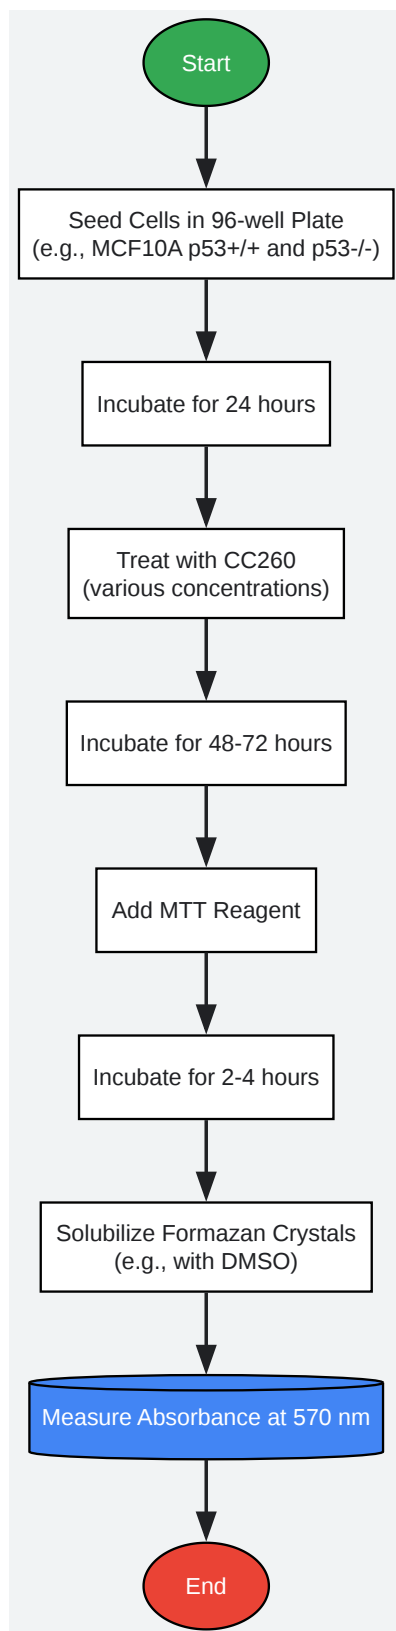 Start
Seed Cells in 96-well Plate
(e.g., MCF10A p53+/+ and p53-/-)
Incubate for 24 hours
Treat with CC260
(various concentrations)
Incubate for 48-72 hours
Add MTT Reagent
Incubate for 2-4 hours
Solubilize Formazan Crystals
(e.g., with DMSO)
Measure Absorbance at 570 nm
End